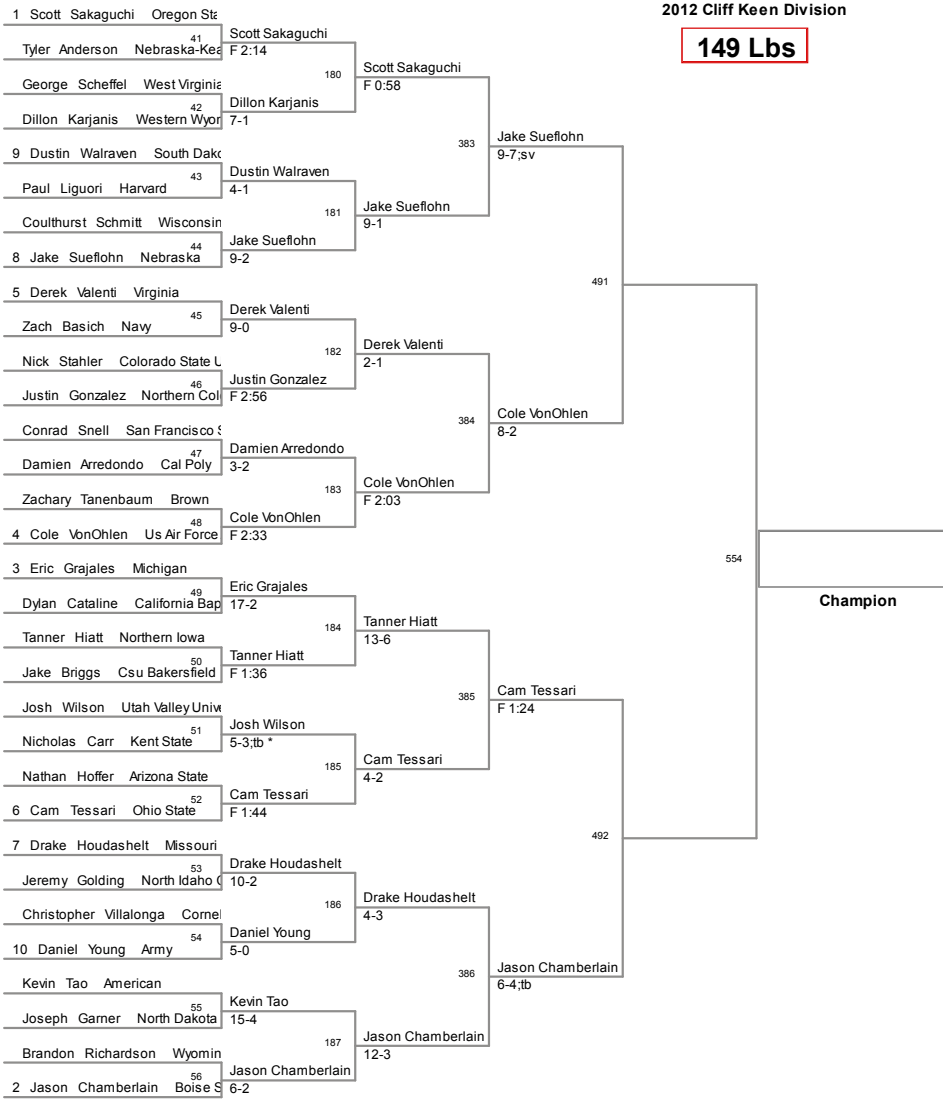 2012 Cliff Keen Division
149 Lbs
1 Scott Sakaguchi Oregon Sta
41
Tyler Anderson Nebraska-Kea
George Scheffel West Virginia
42
Dillon Karjanis Western Wyor
9 Dustin Walraven South Dako
43
Paul Liguori Harvard
Coulthurst Schmitt Wisconsin
44
8 Jake Sueflohn Nebraska
5 Derek Valenti Virginia
45
Zach Basich Navy
Nick Stahler Colorado State U
46
Justin Gonzalez Northern Col
Conrad Snell San Francisco S
47
Damien Arredondo Cal Poly
Zachary Tanenbaum Brown
48
4 Cole VonOhlen Us Air Force
3 Eric Grajales Michigan
49
Dylan Cataline California Bap
Tanner Hiatt Northern Iowa
50
Jake Briggs Csu Bakersfield
Josh Wilson Utah Valley Unive
51
Nicholas Carr Kent State
Nathan Hoffer Arizona State
52
6 Cam Tessari Ohio State
7 Drake Houdashelt Missouri
53
Jeremy Golding North Idaho C
Christopher Villalonga Cornel
54
10 Daniel Young Army
Kevin Tao American
55
Joseph Garner North Dakota
Brandon Richardson Wyomin
56
2 Jason Chamberlain Boise S
Scott Sakaguchi
F 2:14
180
Dillon Karjanis
7-1
Dustin Walraven
4-1
181
Jake Sueflohn
9-2
Derek Valenti
9-0
182
Justin Gonzalez
F 2:56
Damien Arredondo
3-2
183
Cole VonOhlen
F 2:33
Eric Grajales
17-2
184
Tanner Hiatt
F 1:36
Josh Wilson
5-3;tb *
185
Cam Tessari
F 1:44
Drake Houdashelt
10-2
186
Daniel Young
5-0
Kevin Tao
15-4
187
Jason Chamberlain
6-2
Scott Sakaguchi
F 0:58
383
Jake Sueflohn
9-1
Derek Valenti
2-1
384
Cole VonOhlen
F 2:03
Tanner Hiatt
13-6
385
Cam Tessari
4-2
Drake Houdashelt
4-3
386
Jason Chamberlain
12-3
Jake Sueflohn
9-7;sv
491
Cole VonOhlen
8-2
Cam Tessari
F 1:24
492
Jason Chamberlain
6-4;tb
554
Champion